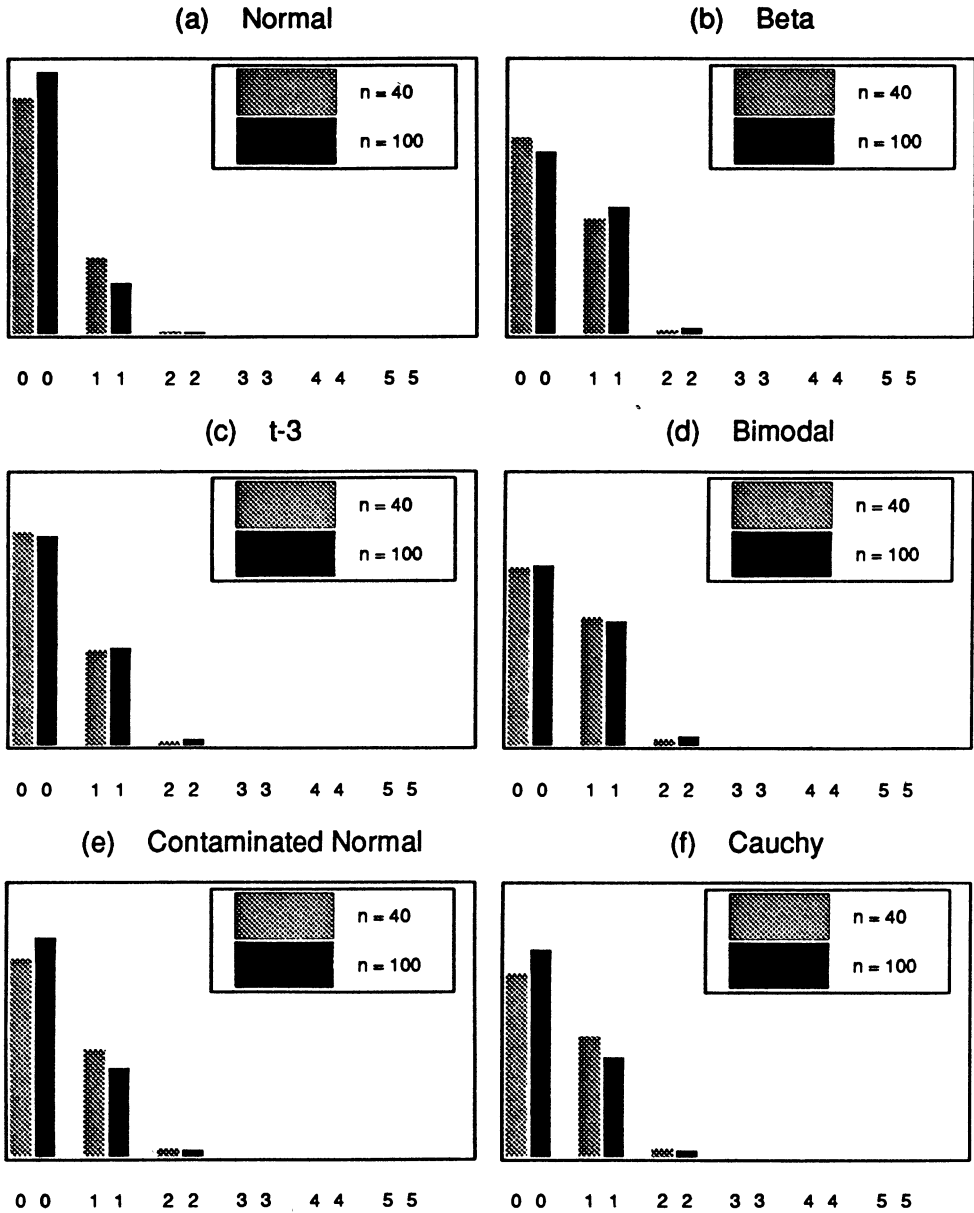 (a) Normal
n = 40
n = 100
0 0 1 1 2 2 3 3 4 4 5 5
(b) Beta
n = 40
n = 100
0 0 1 1 2 2 3 3 4 4 5 5
(c) t-3
n = 40
n = 100
0 0 1 1 2 2 3 3 4 4 5 5
(d) Bimodal
n = 40
n = 100
0 0 1 1 2 2 3 3 4 4 5 5
(e) Contaminated Normal
n = 40
n = 100
0 0 1 1 2 2 3 3 4 4 5 5
(f) Cauchy
n = 40
n = 100
0 0 1 1 2 2 3 3 4 4 5 5